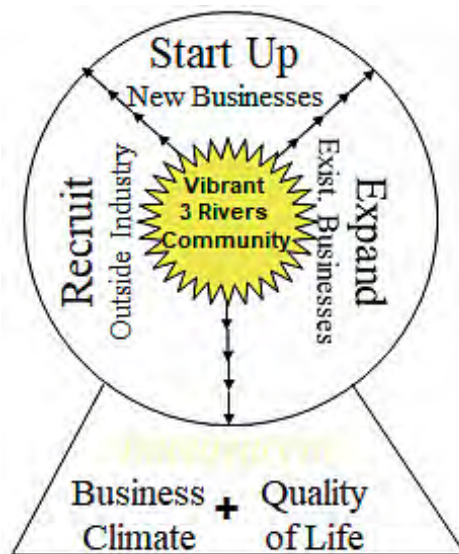 Start Up
New Businesses
Recruit
Outside Industry
Vibrant
3 Rivers
Community
Expand
Exist. Businesses
Business + Quality
Climate of Life